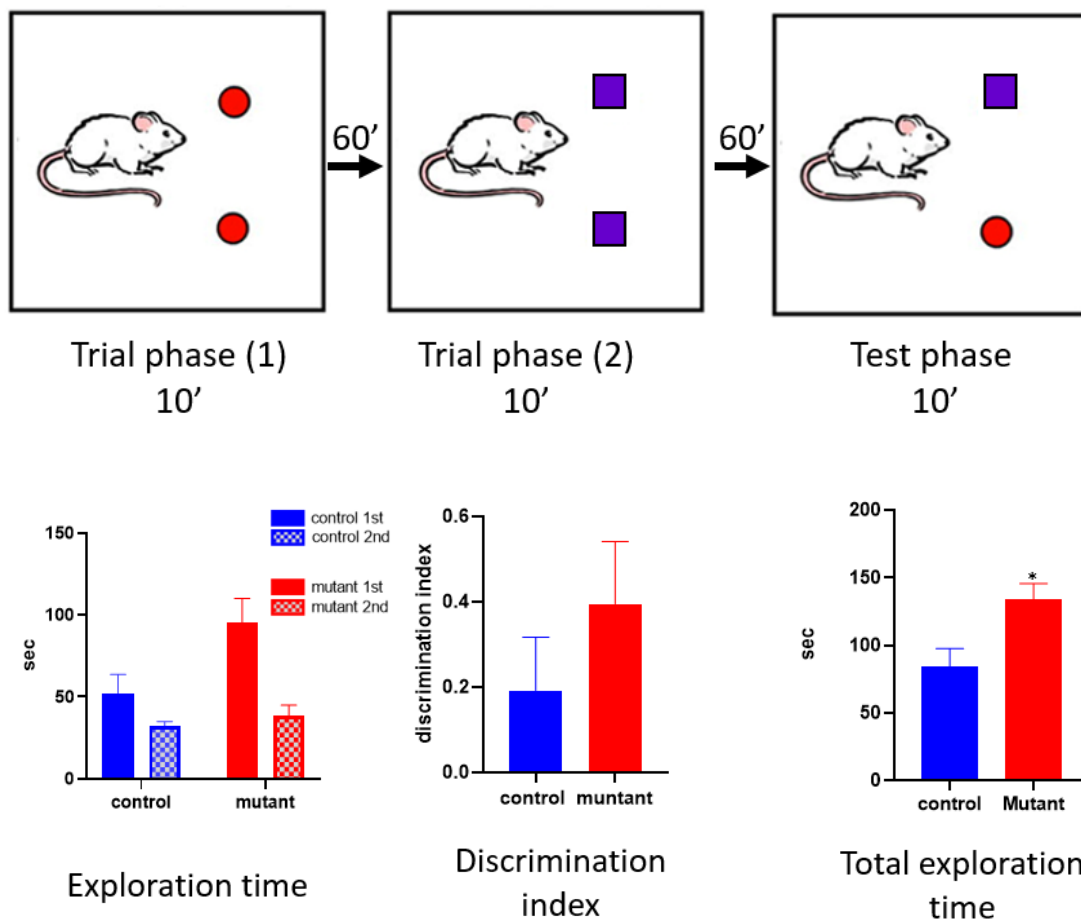 60’
60’
Trial phase (1)
10’
Trial phase (2)
10’
Test phase
10’
150
100
50
0
sec
control
mutant
control 1st
control 2nd
mutant 1st
mutant 2nd
Exploration time
0.6
0.4
0.2
0.0
discrimination index
control
muntant
Discrimination
index
200
150
100
50
0
sec
*
control
Mutant
Total exploration
time